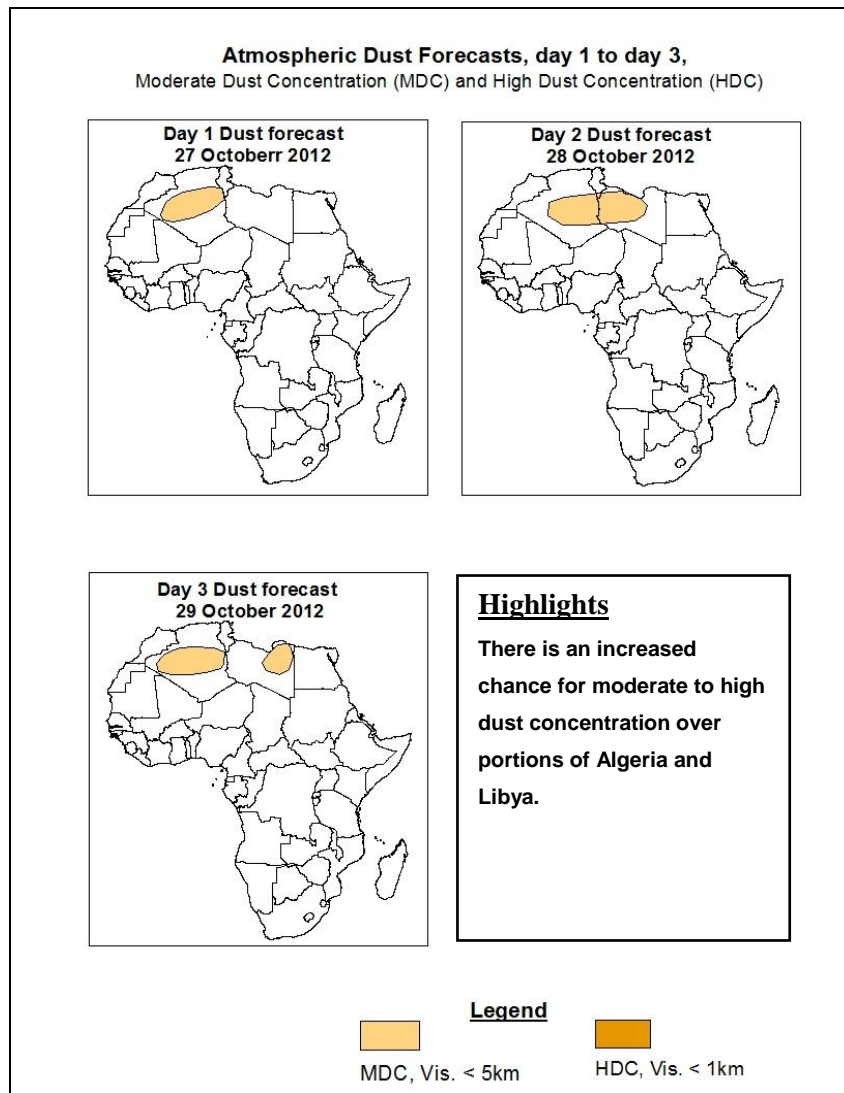 Atmospheric Dust Forecasts, day 1 to day 3,
Moderate Dust Concentration (MDC) and High Dust Concentration (HDC)
Day 1 Dust forecast
27 Octoberr 2012
Day 2 Dust forecast
28 October 2012
Day 3 Dust forecast
29 October 2012
Highlights
There is an increased
chance for moderate to high
dust concentration over
portions of Algeria and
Libya.
Legend
MDC, Vis. < 5km
HDC, Vis. < 1km